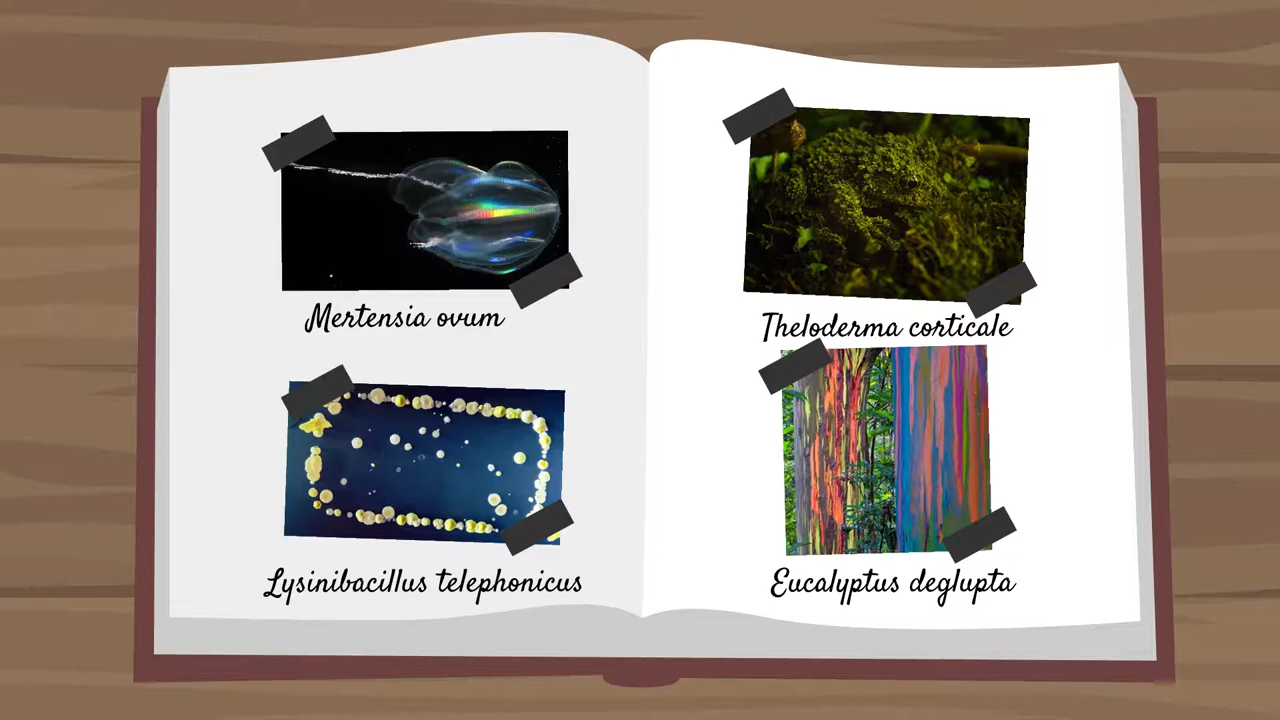 Mertensia ovum
Lysinibacillus telephonicus
Theloderma corticale
Eucalyptus deglupta